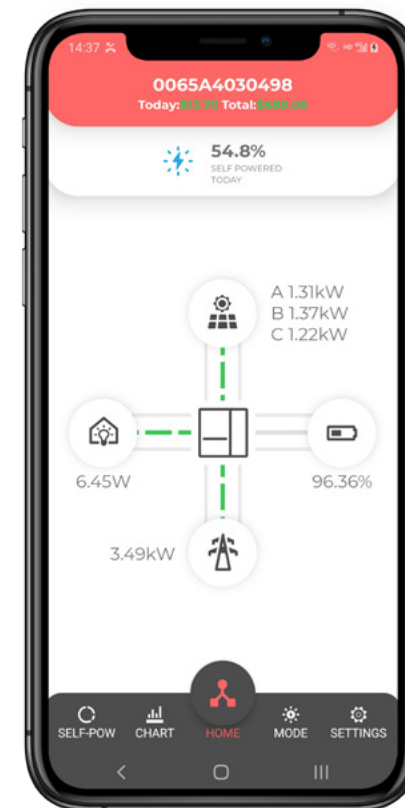 14:37
0065A4030498
Today:$13.70 Total:$689.06
54.8%
SELF POWERED
TODAY
A 1.31kW
B 1.37kW
C 1.22kW
6.45W
96.36%
3.49kW
SELF-POW CHART HOME MODE SETTINGS